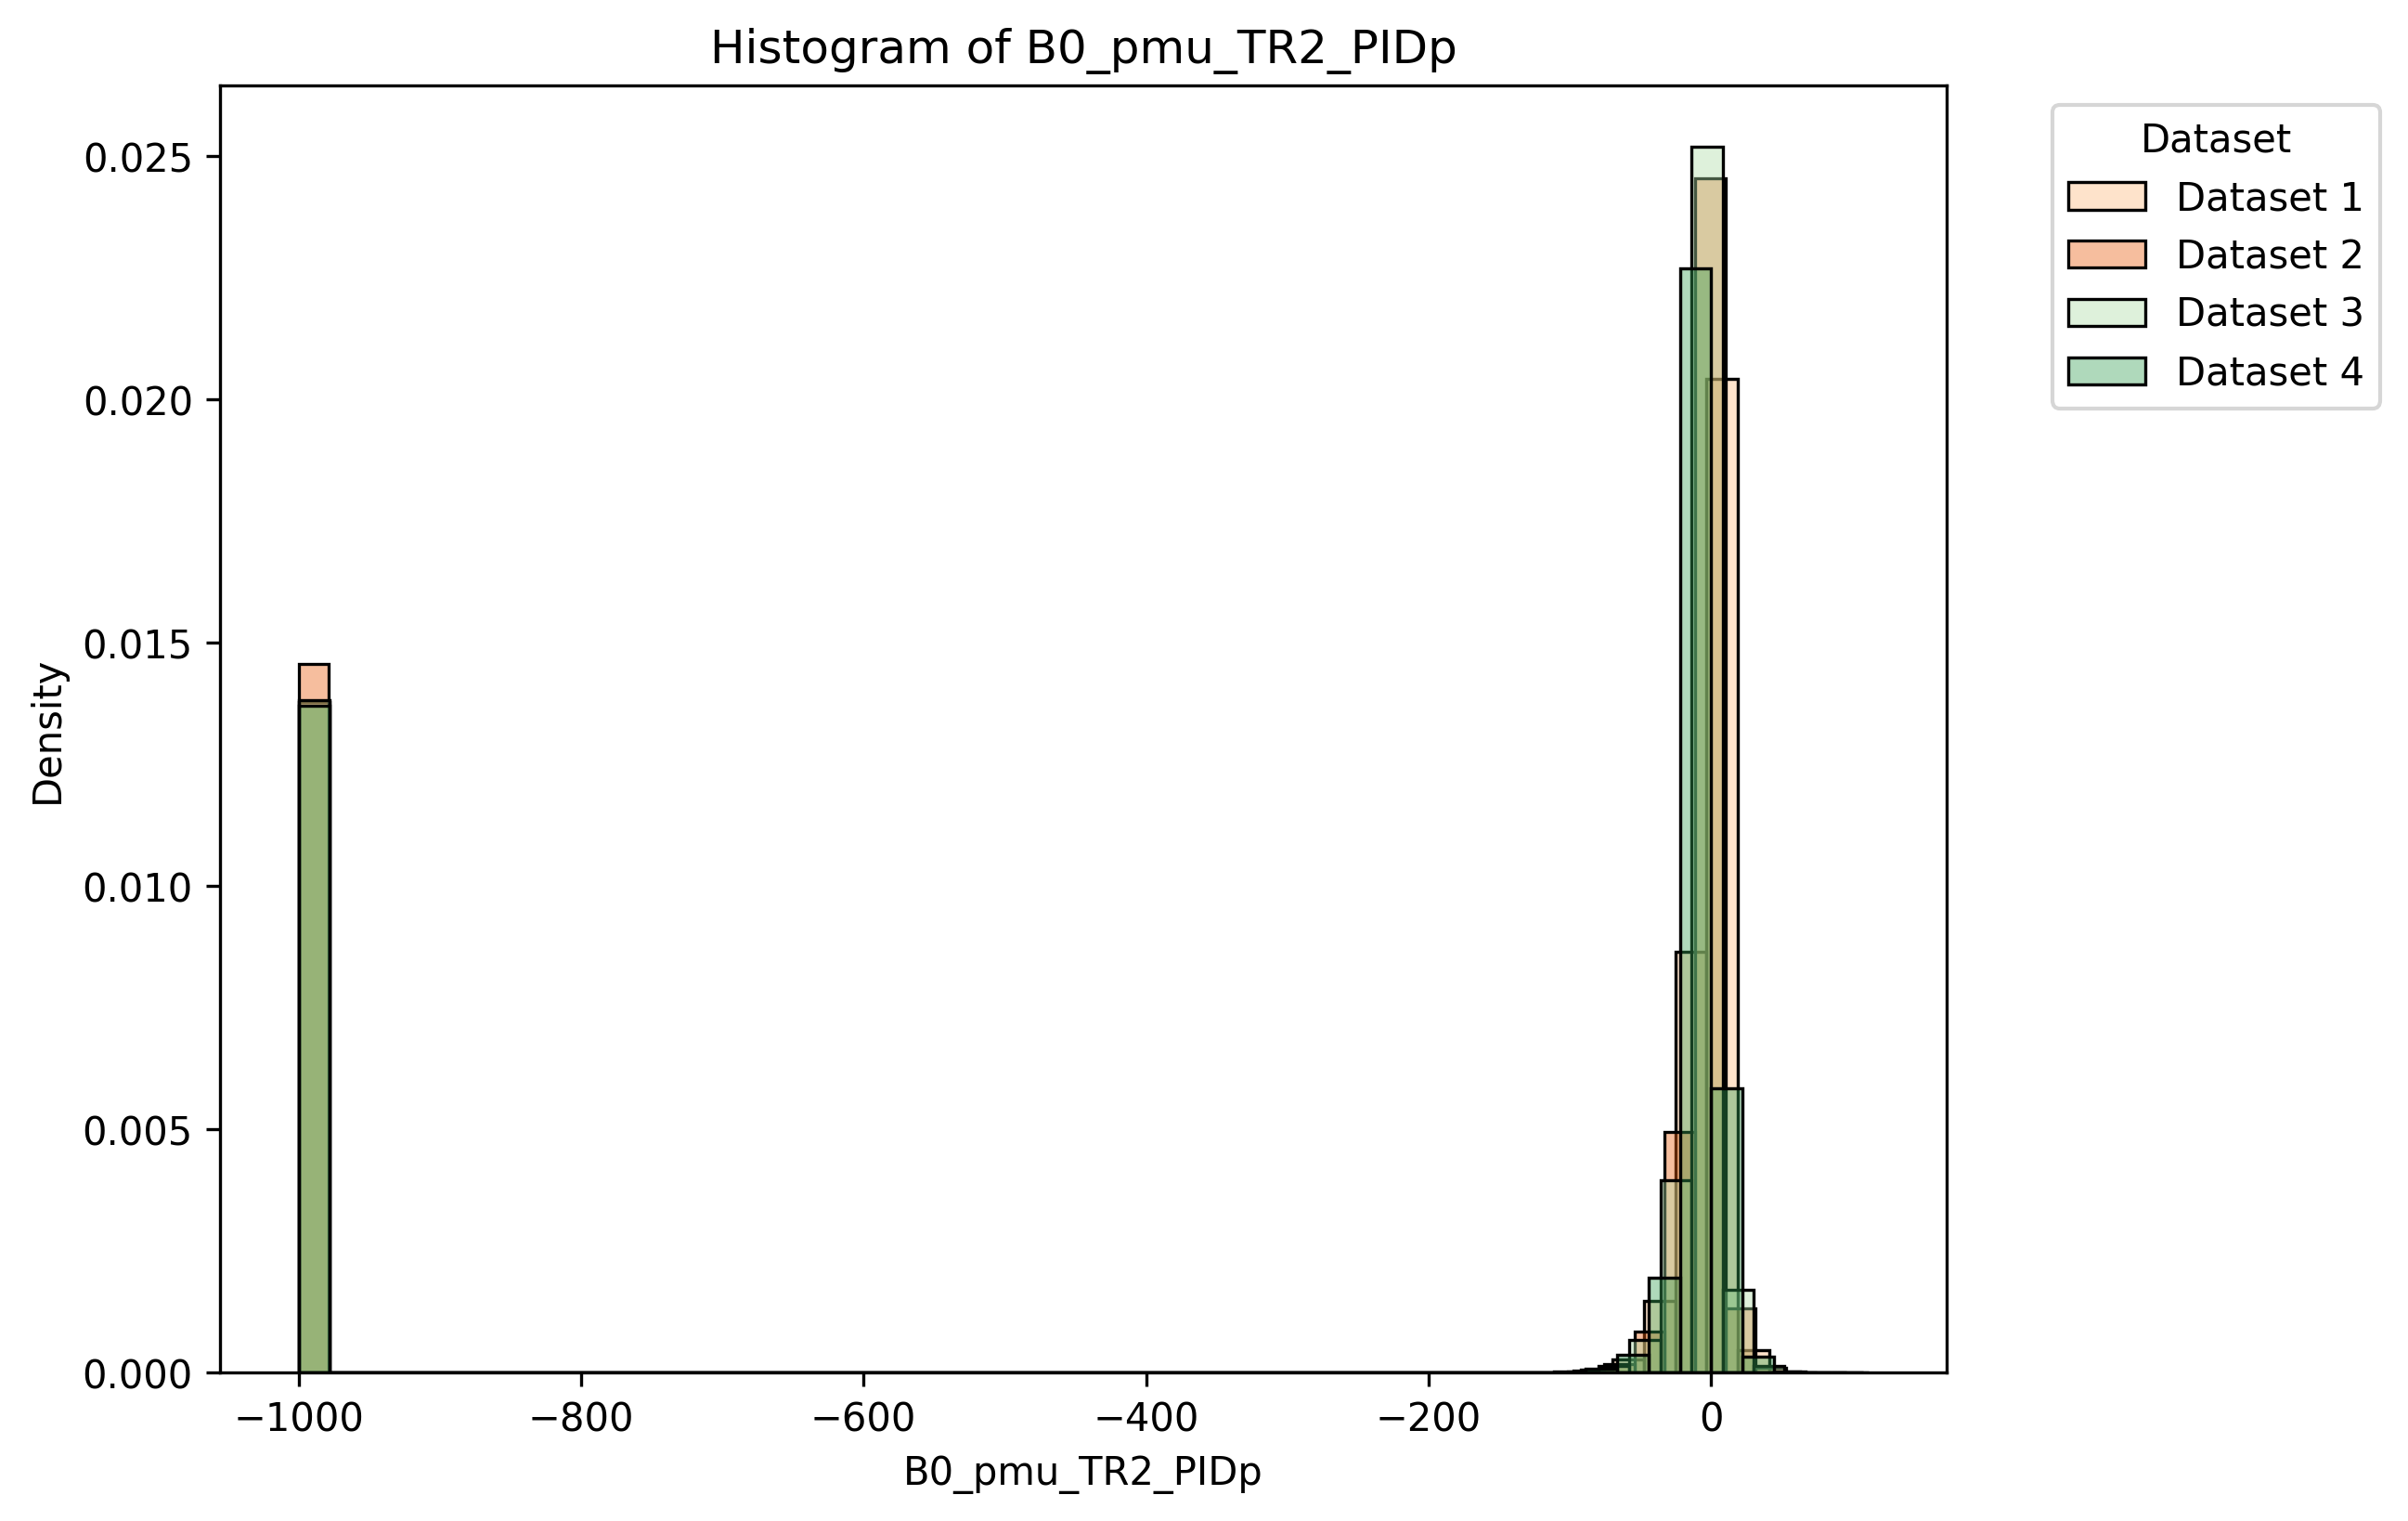 Histogram of B0_pmu_TR2_PIDp
Dataset
Dataset 1
Dataset 2
Dataset 3
Dataset 4
Density
0.025
0.020
0.015
0.010
0.005
0.000
−1000 −800 −600 −400 −200 0
B0_pmu_TR2_PIDp